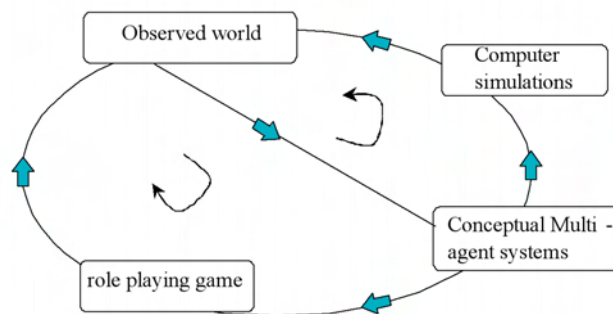 Observed world
Computer
simulations
Conceptual Multi -
agent systems
role playing game